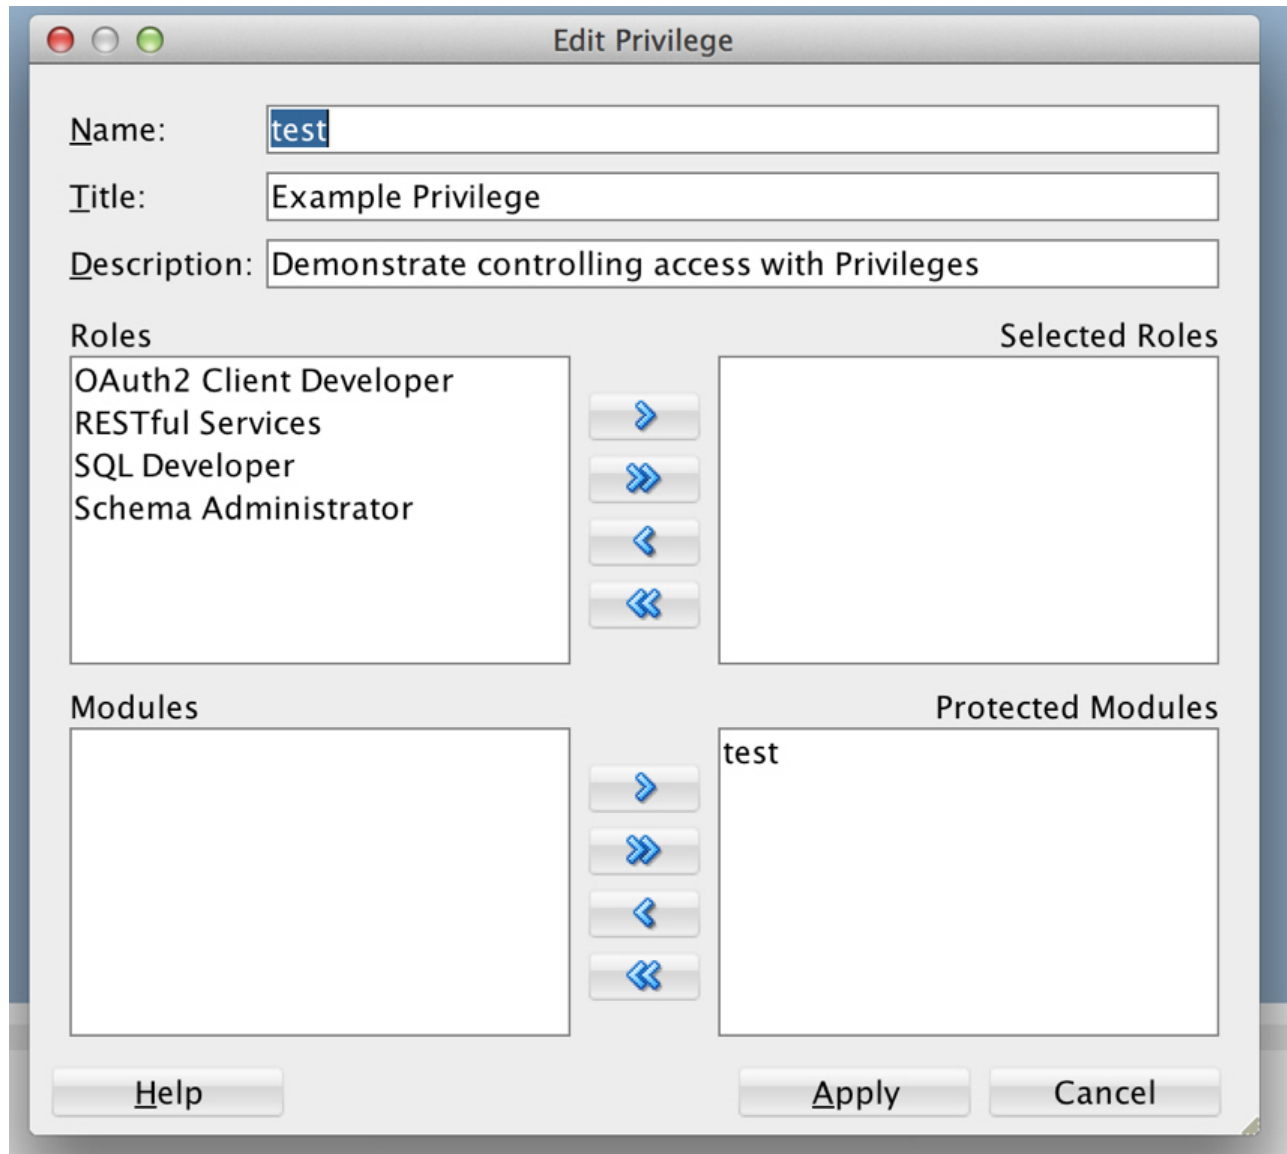 Edit Privilege
Name: test
Title: Example Privilege
Description: Demonstrate controlling access with Privileges
Roles
OAuth2 Client Developer
RESTful Services
SQL Developer
Schema Administrator
Selected Roles
Modules
Protected Modules
test
Help
Apply
Cancel